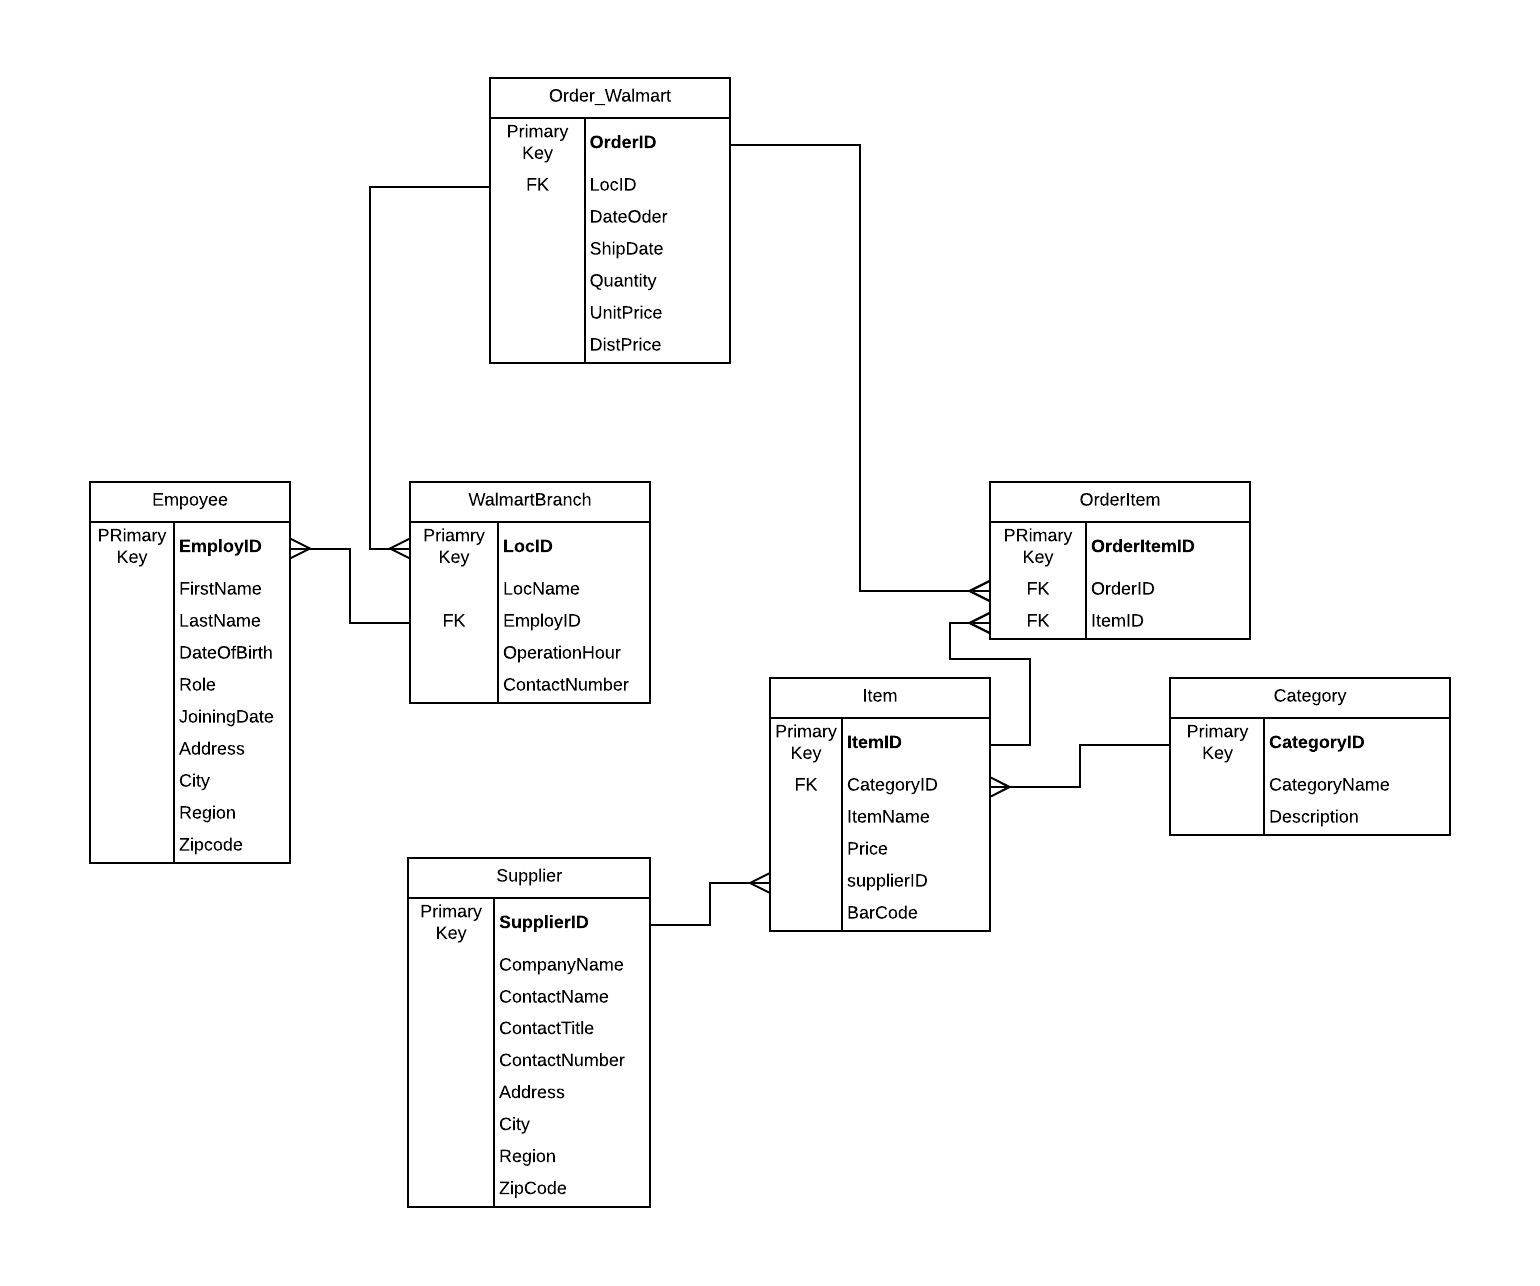 Order_Walmart
Primary
Key
OrderID
FK
LocID
DateOder
ShipDate
Quantity
UnitPrice
DistPrice
Empoyee
PRimary
Key
EmployID
FirstName
LastName
DateOfBirth
Role
JoiningDate
Address
City
Region
Zipcode
WalmartBranch
Priamry
Key
LocID
LocName
FK
EmployID
OperationHour
ContactNumber
OrderItem
PRimary
Key
OrderItemID
FK
OrderID
FK
ItemID
Item
Primary
Key
ItemID
FK
CategoryID
ItemName
Price
supplierID
BarCode
Category
Primary
Key
CategoryID
CategoryName
Description
Supplier
Primary
Key
SupplierID
CompanyName
ContactName
ContactTitle
ContactNumber
Address
City
Region
ZipCode